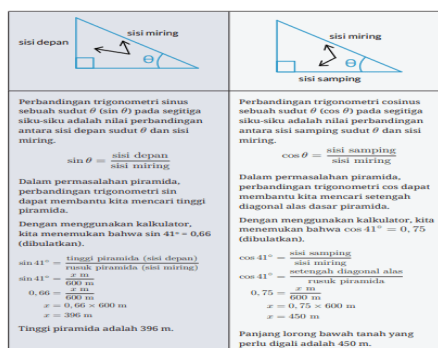 sisi depan
sisi miring
θ
Perbandingan trigonometri sinus
sebuah sudut θ (sin θ) pada segitiga
siku-siku adalah nilai perbandingan
antara sisi depan sudut θ dan sisi
miring.
sin θ = sisi depan / sisi miring
Dalam permasalahan piramida,
perbandingan trigonometri sin
dapat membantu kita mencari tinggi
piramida.
Dengan menggunakan kalkulator,
kita menemukan bahwa sin 41° = 0,66
(dibulatkan).
sin 41° = tinggi piramida (sisi depan) / rusuk piramida (sisi miring)
sin 41° = x m / 600 m
0,66 = x m / 600 m
x = 0,66 × 600 m
x = 396 m
Tinggi piramida adalah 396 m.
sisi miring
θ
sisi samping
Perbandingan trigonometri cosinus
sebuah sudut θ (cos θ) pada segitiga
siku-siku adalah nilai perbandingan
antara sisi samping sudut θ dan sisi
miring.
cos θ = sisi samping / sisi miring
Dalam permasalahan piramida,
perbandingan trigonometri cos dapat
membantu kita mencari setengah
diagonal alas dasar piramida.
Dengan menggunakan kalkulator, kita
menemukan bahwa cos 41° = 0,75
(dibulatkan).
cos 41° = sisi samping / sisi miring
cos 41° = setengah diagonal alas / rusuk piramida
0,75 = x m / 600 m
x = 0,75 × 600 m
x = 450 m
Panjang lorong bawah tanah yang
perlu digali adalah 450 m.